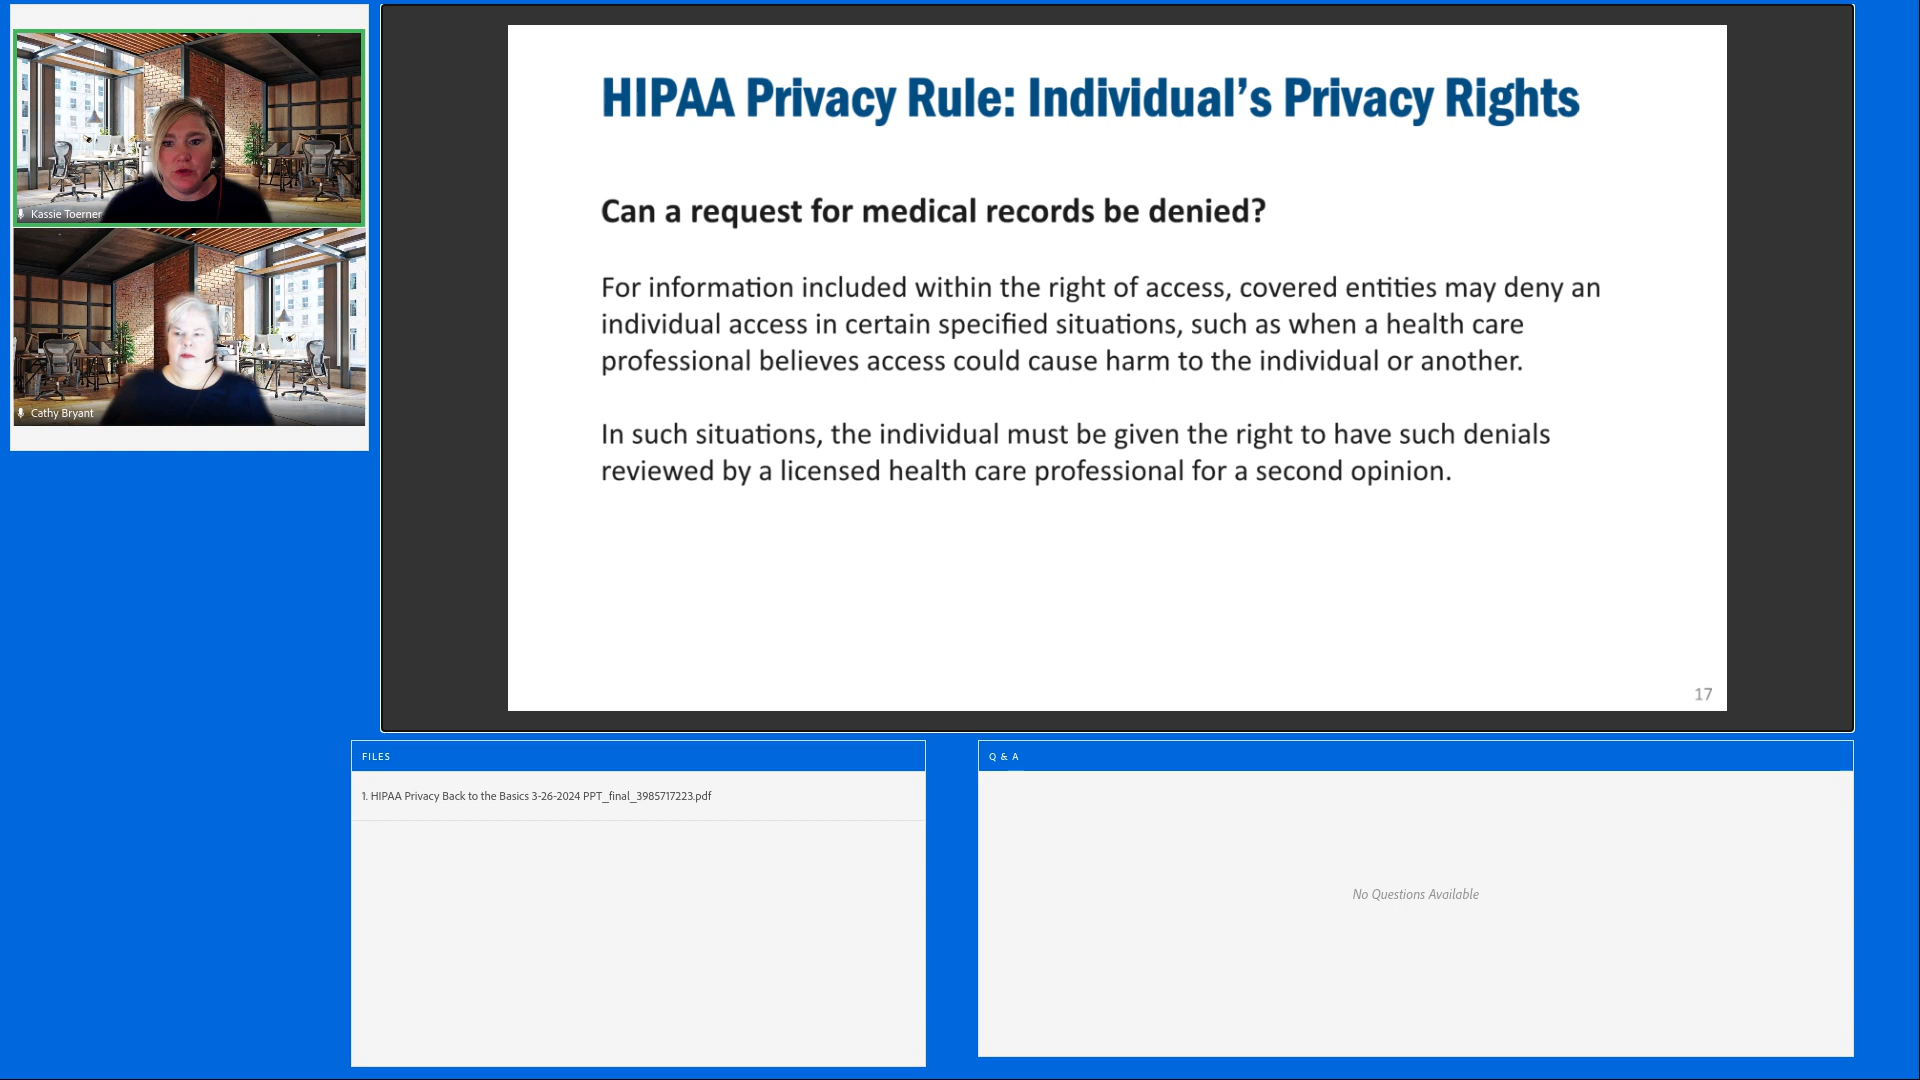 Kassie Toerner
Cathy Bryant
HIPAA Privacy Rule: Individual’s Privacy Rights
Can a request for medical records be denied?
For information included within the right of access, covered entities may deny an
individual access in certain specified situations, such as when a health care
professional believes access could cause harm to the individual or another.
In such situations, the individual must be given the right to have such denials
reviewed by a licensed health care professional for a second opinion.
17
FILES
1. HIPAA Privacy Back to the Basics 3-26-2024 PPT_final_3985717223.pdf
Q & A
No Questions Available